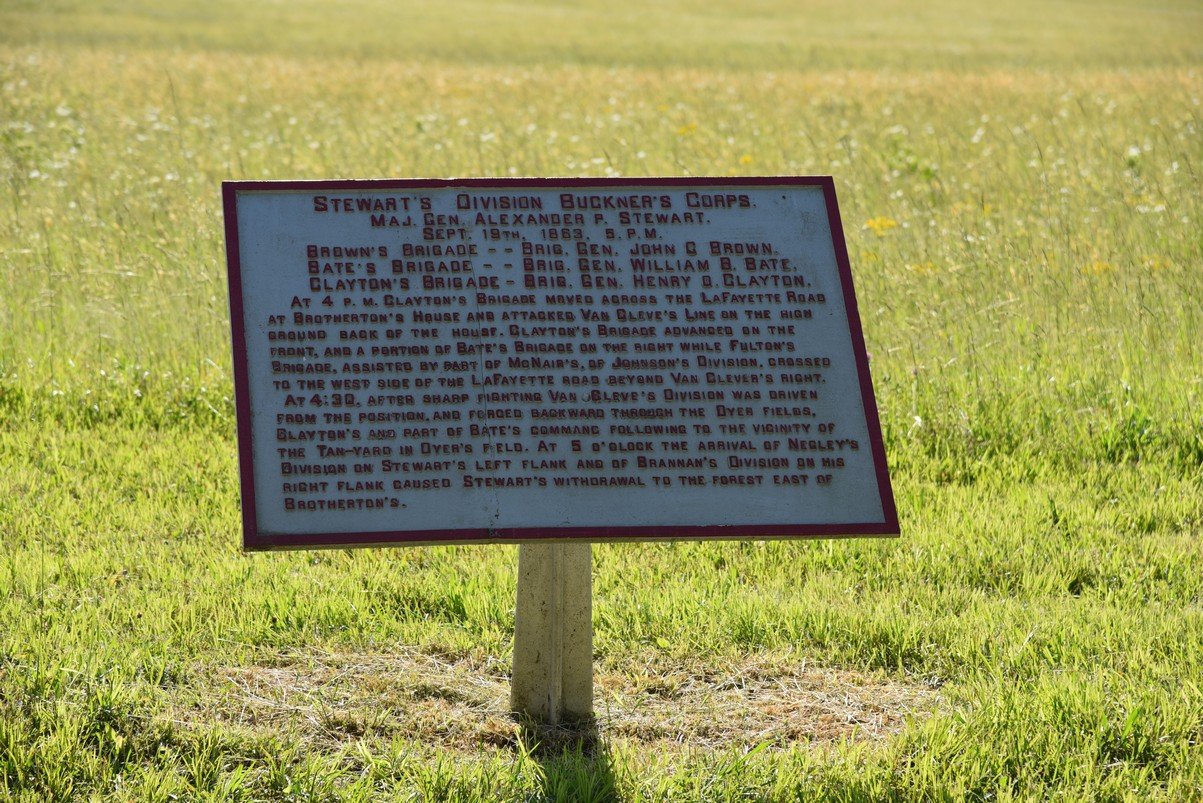 STEWART'S DIVISION BUCKNER'S CORPS.
MAJ. GEN. ALEXANDER P. STEWART.
SEPT. 19TH, 1863, 5 P.M.
BROWN'S BRIGADE - - BRIG. GEN. JOHN C BROWN.
BATE'S BRIGADE - - BRIG. GEN. WILLIAM B. BATE.
CLAYTON'S BRIGADE - BRIG. GEN. HENRY D. CLAYTON.
AT 4 P. M. CLAYTON'S BRIGADE MOVED ACROSS THE LAFAYETTE ROAD
AT BROTHERTON'S HOUSE AND ATTACKED VAN CLEVE'S LINE ON THE HIGH
GROUND BACK OF THE HOUSE. CLAYTON'S BRIGADE ADVANCED ON THE
FRONT, AND A PORTION OF BATE'S BRIGADE ON THE RIGHT WHILE FULTON'S
BRIGADE, ASSISTED BY PART OF MCNAIR'S, OF JOHNSON'S DIVISION, CROSSED
TO THE WEST SIDE OF THE LAFAYETTE ROAD BEYOND VAN CLEVER'S RIGHT.
AT 4:30, AFTER SHARP FIGHTING VAN CLEVE'S DIVISION WAS DRIVEN
FROM THE POSITION, AND FORCED BACKWARD THROUGH THE DYER FIELDS,
CLAYTON'S AND PART OF BATE'S COMMAND FOLLOWING TO THE VICINITY OF
THE TAN-YARD IN DYER'S FIELD. AT 5 O'CLOCK THE ARRIVAL OF NEGLEY'S
DIVISION ON STEWART'S LEFT FLANK AND OF BRANNAN'S DIVISION ON HIS
RIGHT FLANK CAUSED STEWART'S WITHDRAWAL TO THE FOREST EAST OF
BROTHERTON'S.